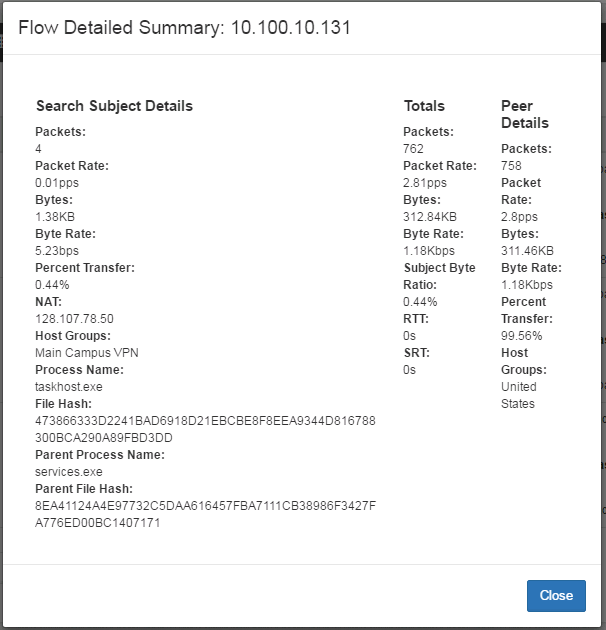 Flow Detailed Summary: 10.100.10.131
Search Subject Details
Packets:
4
Packet Rate:
0.01pps
Bytes:
1.38KB
Byte Rate:
5.23bps
Percent Transfer:
0.44%
NAT:
128.107.78.50
Host Groups:
Main Campus VPN
Process Name:
taskhost.exe
File Hash:
473866333D2241BAD6918D21EBCBE8F8EEA9344D816788
300BCA290A89FBD3DD
Parent Process Name:
services.exe
Parent File Hash:
8EA41124A4E97732C5DAA616457FBA7111CB38986F3427F
A776ED00BC1407171
Totals
Packets:
762
Packet Rate:
2.81pps
Bytes:
312.84KB
Byte Rate:
1.18Kbps
Subject Byte
Ratio:
0.44%
RTT:
0s
SRT:
0s
Peer
Details
Packets:
758
Packet
Rate:
2.8pps
Bytes:
311.46KB
Byte Rate:
1.18Kbps
Percent
Transfer:
99.56%
Host
Groups:
United
States
Close